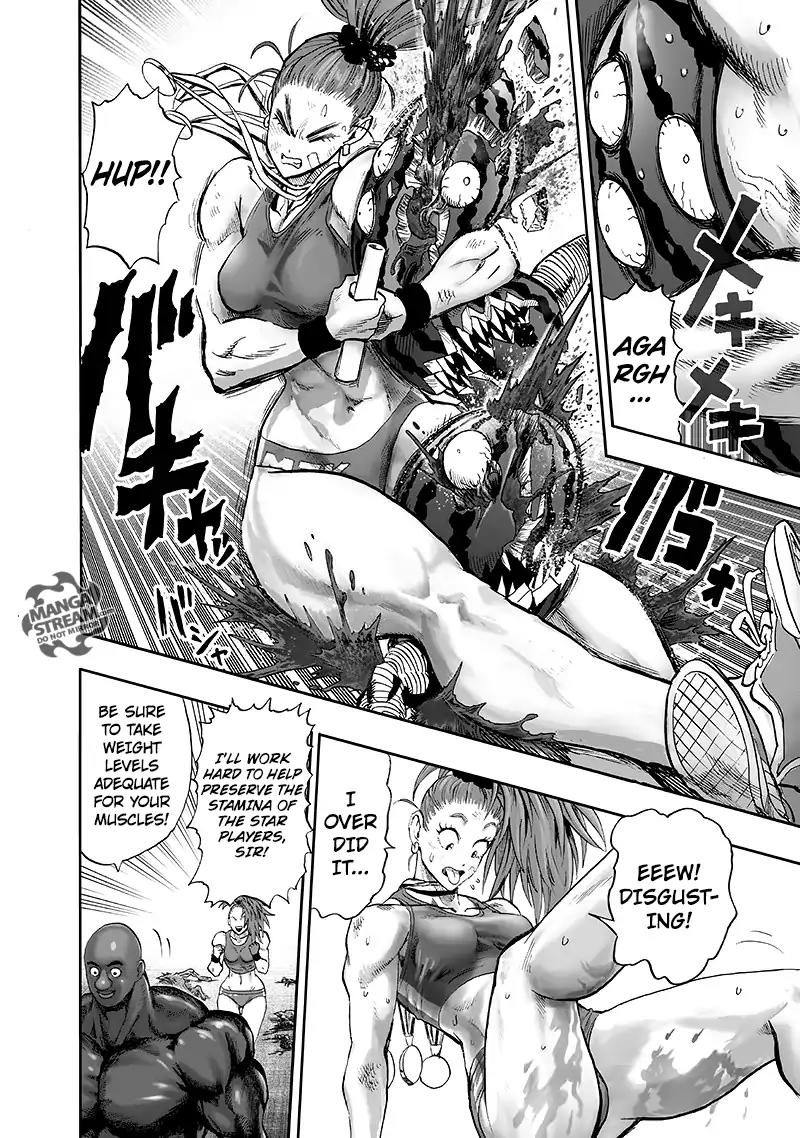 メキ
メキ
AGA
RGH
...
HUP!!
バキャッ
バゴォ
バシャ
MANGA
STREAM
.COM
DO NOT MIRROR
EEEW!
DISGUST-
ING!
I
OVER
DID
IT...
I'LL WORK
HARD TO HELP
PRESERVE THE
STAMINA OF
THE STAR
PLAYERS,
SIR!
BE SURE
TO TAKE
WEIGHT
LEVELS
ADEQUATE
FOR YOUR
MUSCLES!